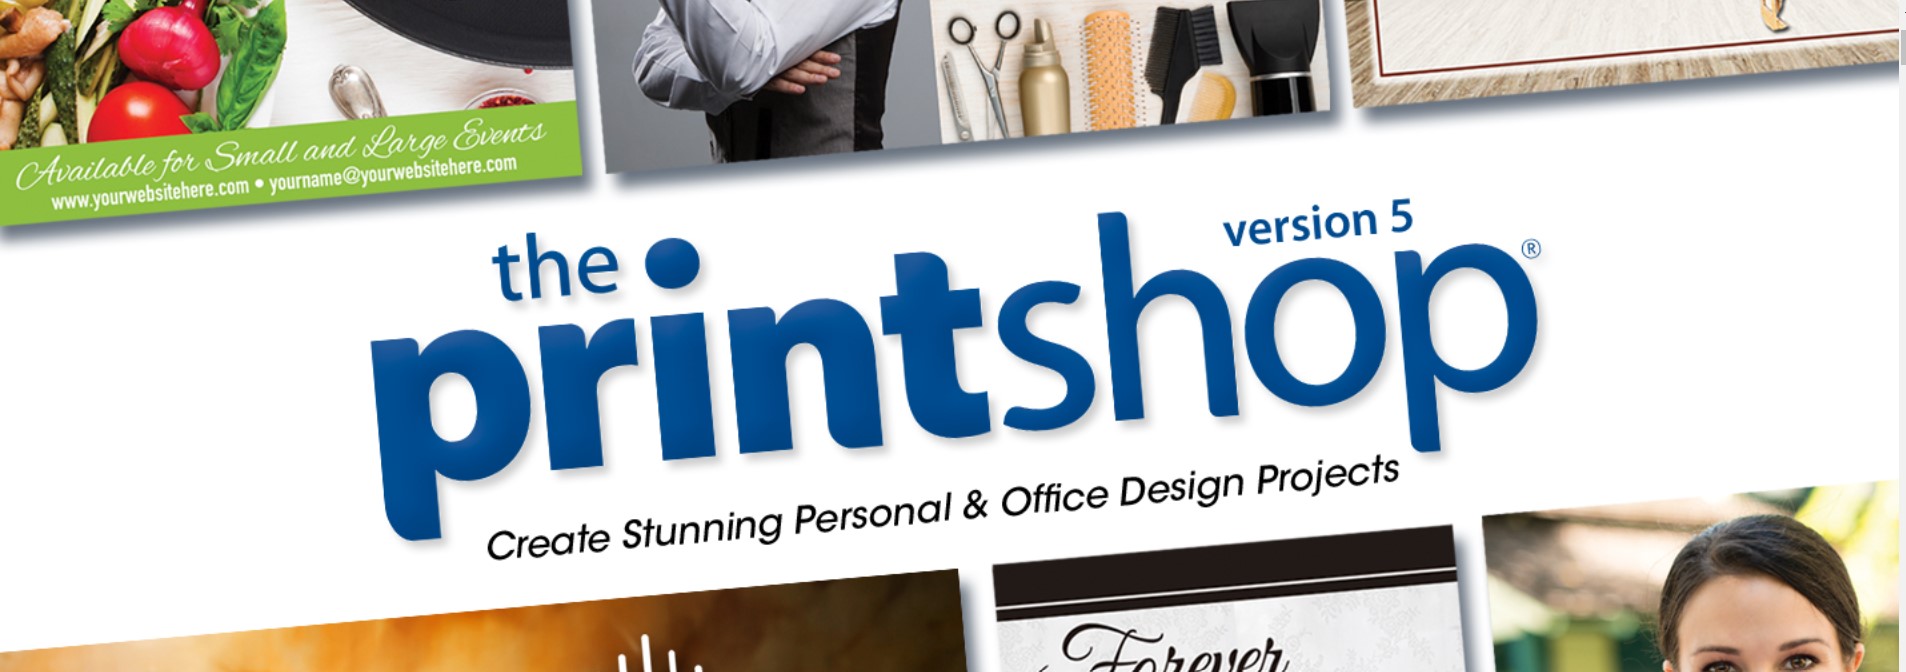 Available for Small and Large Events
www.yourwebsitehere.com • yourname@yourwebsitehere.com
version 5
the
printshop®
Create Stunning Personal & Office Design Projects
Forever